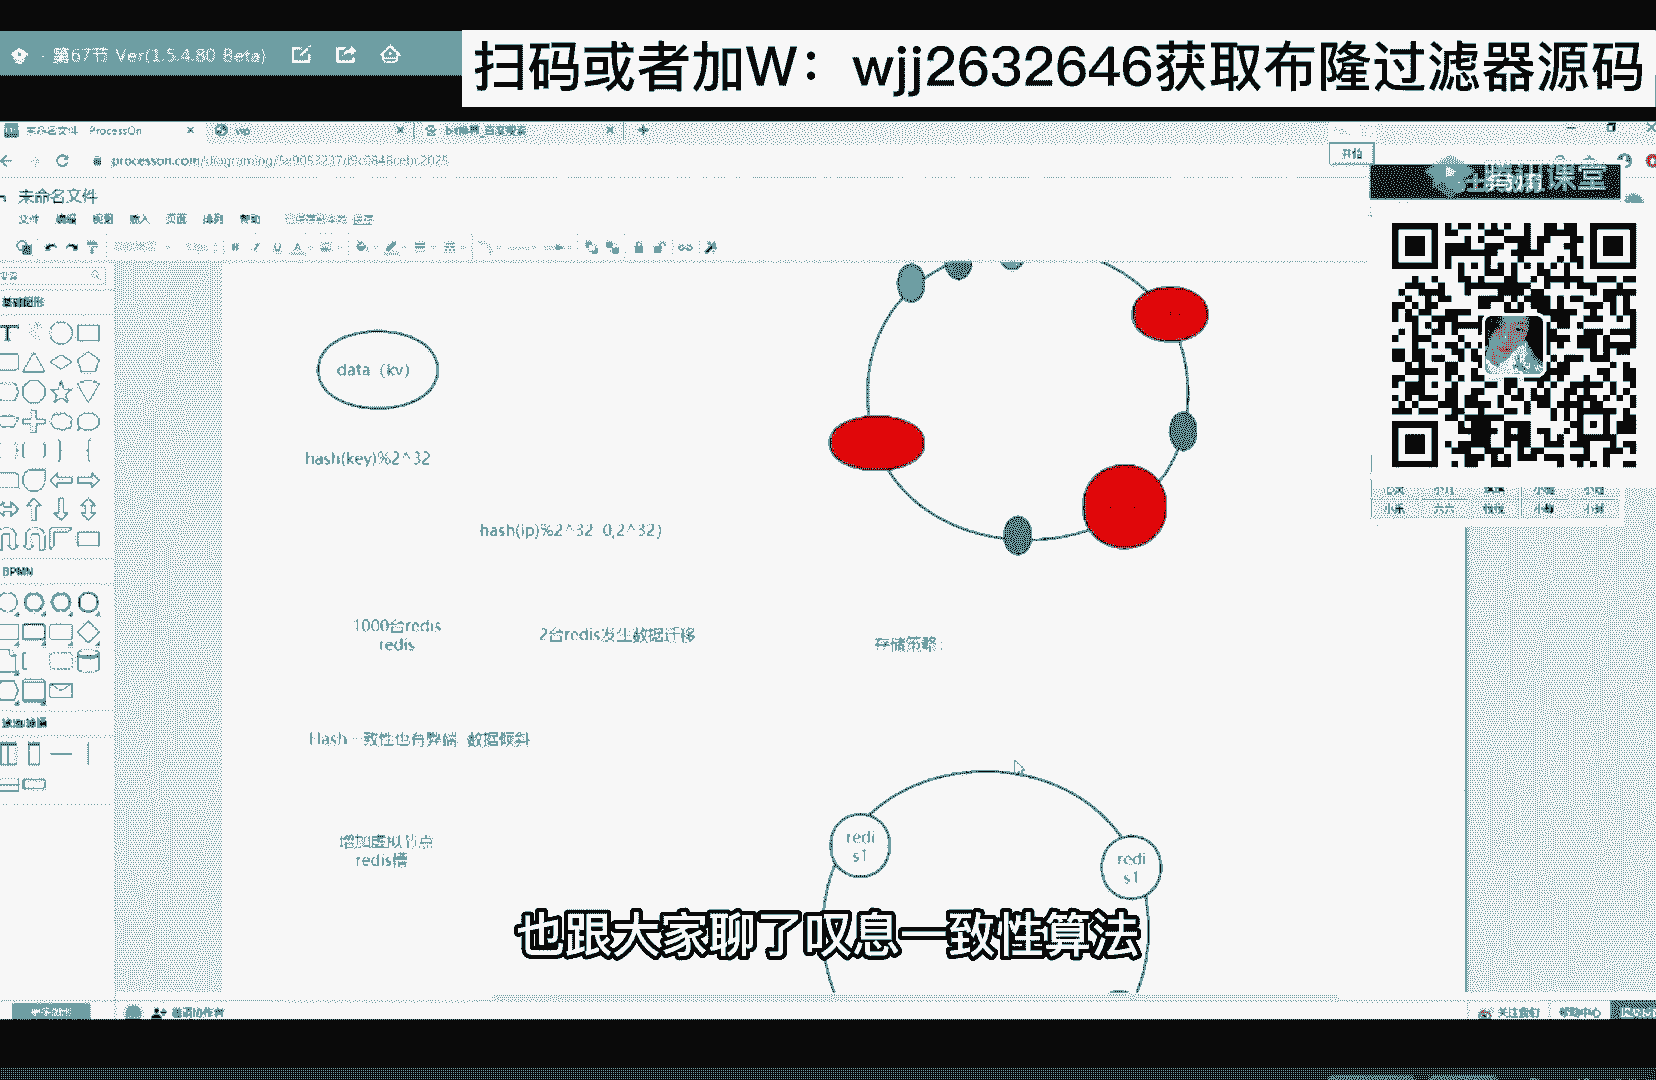 第67节 Ver(1.5.4.80 Beta)
扫码或者加W：wjj2632646获取布隆过滤器源码
未命名文件 ProcessOn
vip
processon.com/diagraming/
开始
课堂
未命名文件
文件 编辑 视图 插入 页面 排列 帮助
基础图形
data（kv）
hash(key)%2^32
hash(ip)%2^32 0,2^32)
1000台redis
redis
2台redis发生数据迁移
存储策略：
Hash一致性也有弊端 数据倾斜
增加虚拟节点
redis槽
redi
s1
redi
s1
BPMN
也跟大家聊了叹息一致性算法
邀请协作者
关注我们 帮助中心